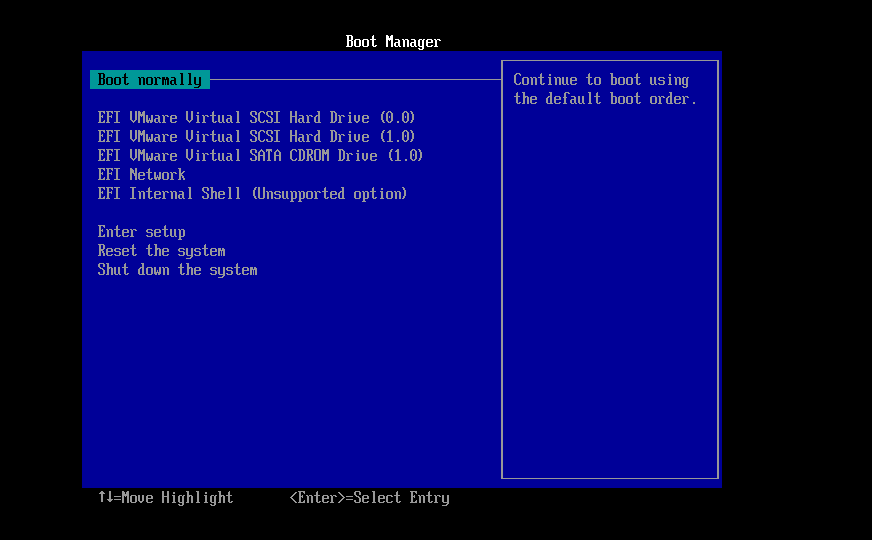 Boot Manager
Boot normally
Continue to boot using
the default boot order.
EFI VMware Virtual SCSI Hard Drive (0.0)
EFI VMware Virtual SCSI Hard Drive (1.0)
EFI VMware Virtual SATA CDROM Drive (1.0)
EFI Network
EFI Internal Shell (Unsupported option)
Enter setup
Reset the system
Shut down the system
↑↓=Move Highlight <Enter>=Select Entry